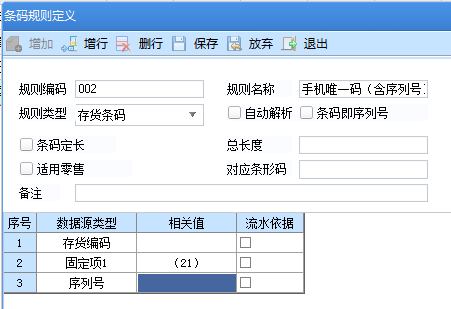 条码规则定义
增加 增行 删行 保存 放弃 退出
规则编码 002 规则名称 手机唯一码（含序列号）
规则类型 存货条码 自动解析 条码即序列号
条码定长 总长度
适用零售 对应条形码
备注
序号 数据源类型 相关值 流水依据
1 存货编码
2 固定项1 （21）
3 序列号